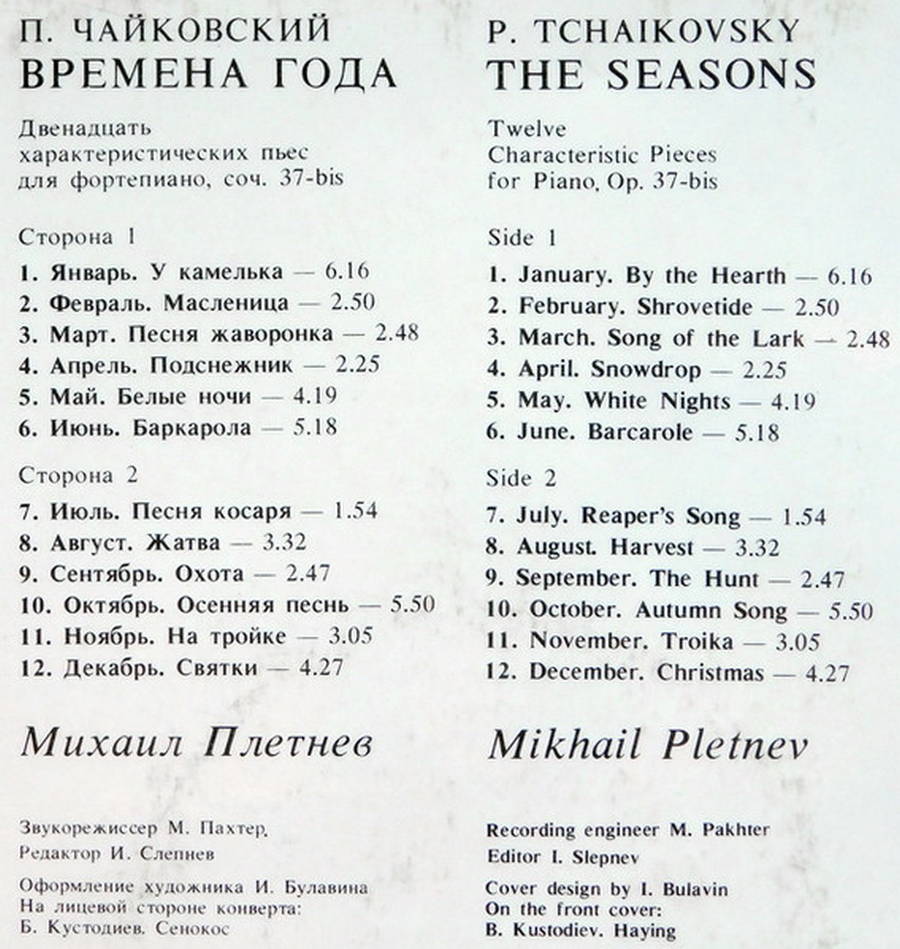 П. ЧАЙКОВСКИЙ
ВРЕМЕНА ГОДА
Двенадцать
характеристических пьес
для фортепиано, соч. 37-bis
Сторона 1
1. Январь. У камелька — 6.16
2. Февраль. Масленица — 2.50
3. Март. Песня жаворонка — 2.48
4. Апрель. Подснежник — 2.25
5. Май. Белые ночи — 4.19
6. Июнь. Баркарола — 5.18
Сторона 2
7. Июль. Песня косаря — 1.54
8. Август. Жатва — 3.32
9. Сентябрь. Охота — 2.47
10. Октябрь. Осенняя песнь — 5.50
11. Ноябрь. На тройке — 3.05
12. Декабрь. Святки — 4.27
Михаил Плетнев
Звукорежиссер М. Пахтер.
Редактор И. Слепнев
Оформление художника И. Булавина
На лицевой стороне конверта:
Б. Кустодиев. Сенокос
P. TCHAIKOVSKY
THE SEASONS
Twelve
Characteristic Pieces
for Piano, Op. 37-bis
Side 1
1. January. By the Hearth — 6.16
2. February. Shrovetide — 2.50
3. March. Song of the Lark — 2.48
4. April. Snowdrop — 2.25
5. May. White Nights — 4.19
6. June. Barcarole — 5.18
Side 2
7. July. Reaper's Song — 1.54
8. August. Harvest — 3.32
9. September. The Hunt — 2.47
10. October. Autumn Song — 5.50
11. November. Troika — 3.05
12. December. Christmas — 4.27
Mikhail Pletnev
Recording engineer M. Pakhter
Editor I. Slepnev
Cover design by I. Bulavin
On the front cover:
B. Kustodiev. Haying